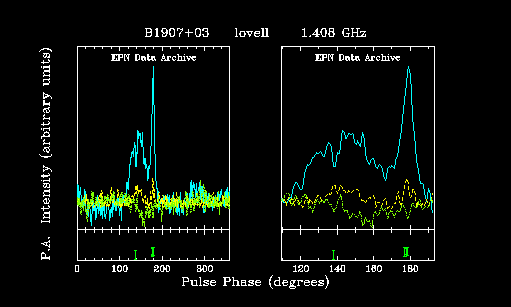 B1907+03 lovell 1.408 GHz
EPN Data Archive EPN Data Archive
P.A. Intensity (arbitrary units)
0 100 200 300 120 140 160 180
Pulse Phase (degrees)